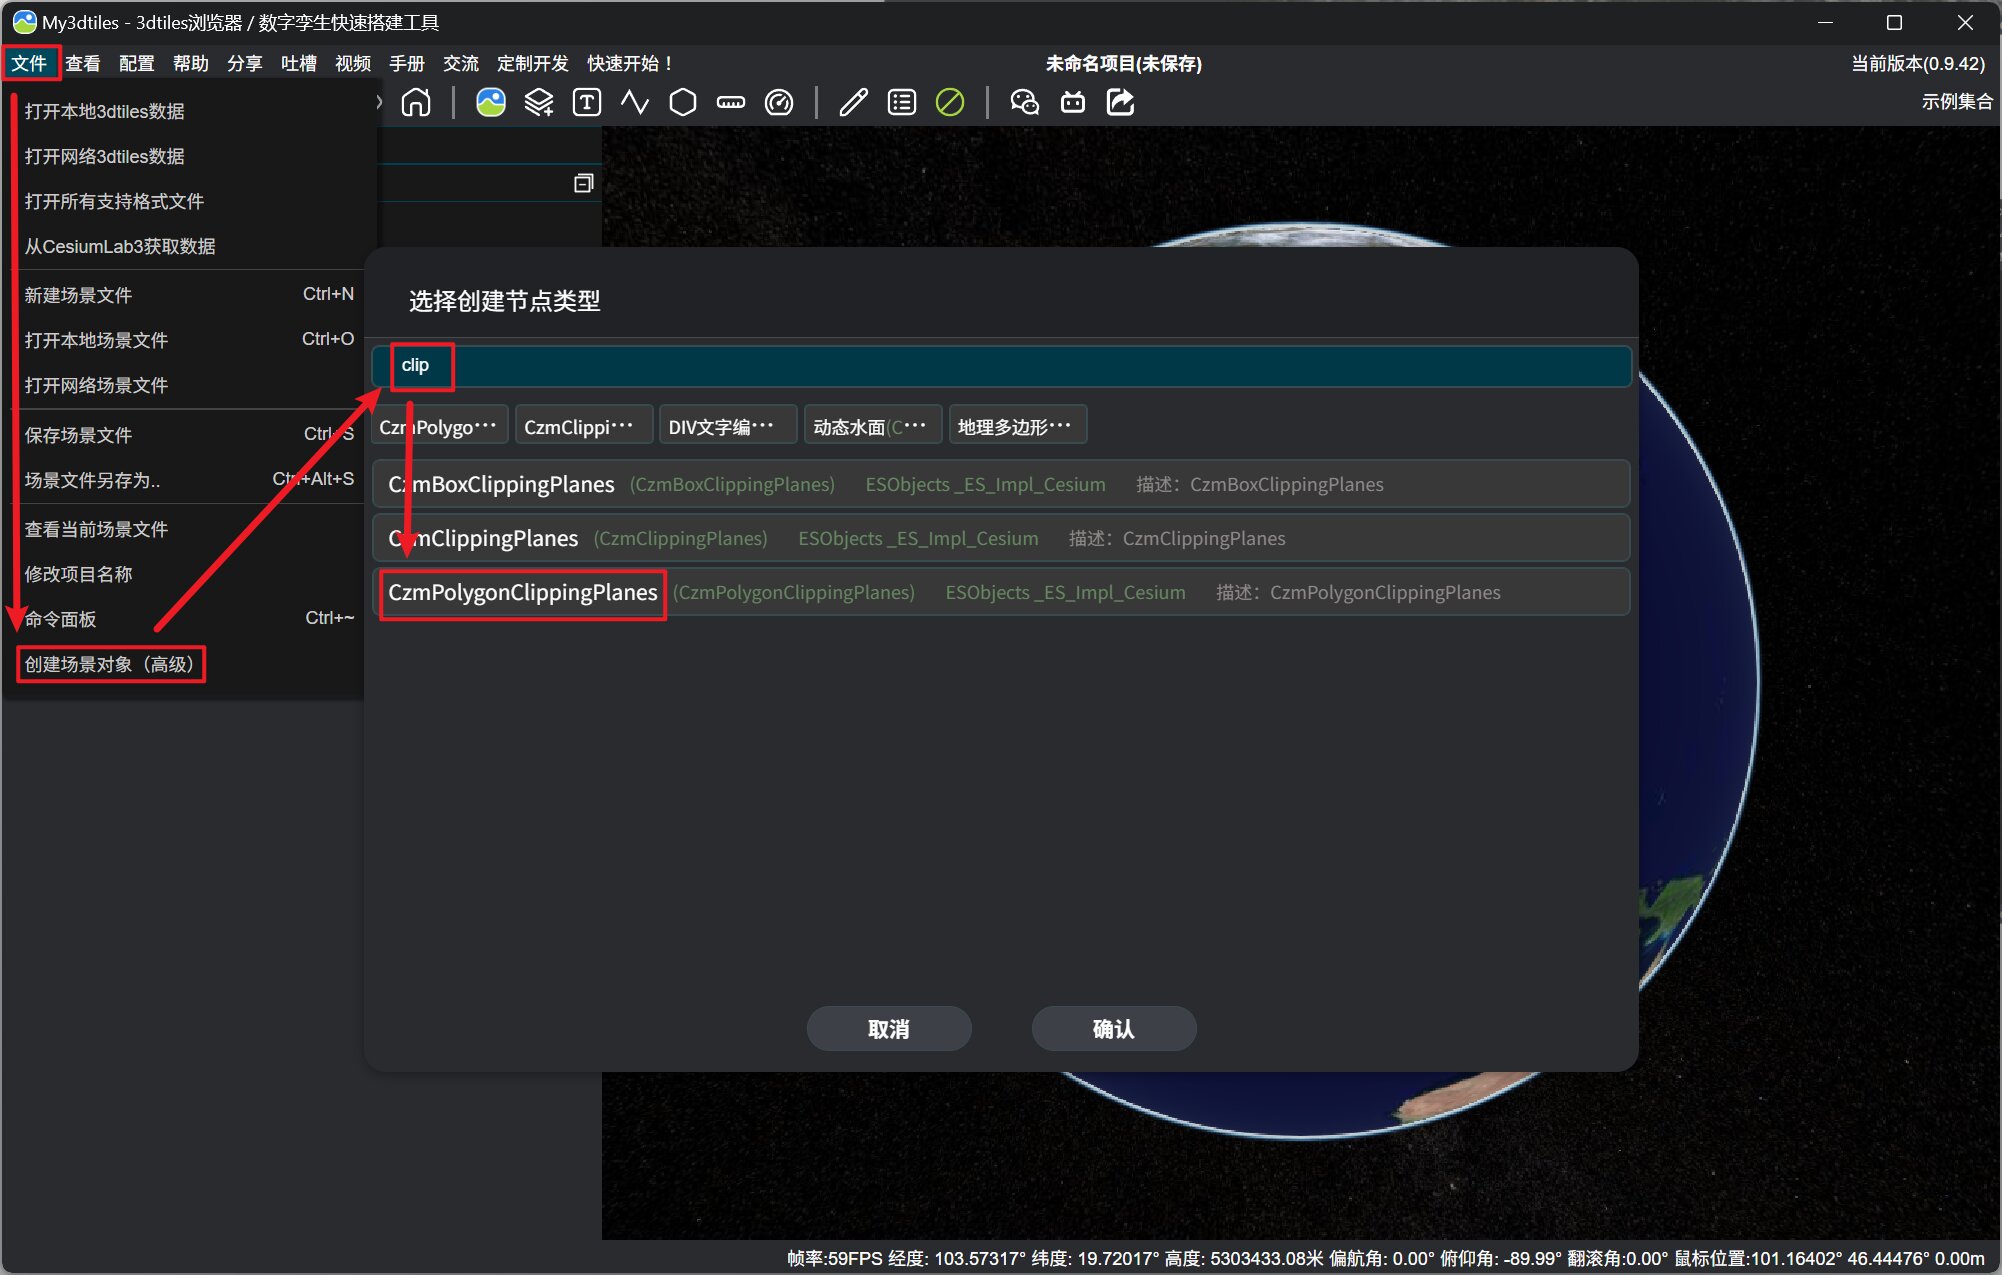 My3dtiles - 3dtiles浏览器 / 数字孪生快速搭建工具
文件 查看 配置 帮助 分享 吐槽 视频 手册 交流 定制开发 快速开始！ 未命名项目(未保存) 当前版本(0.9.42)
示例集合
打开本地3dtiles数据
打开网络3dtiles数据
打开所有支持格式文件
从CesiumLab3获取数据
新建场景文件 Ctrl+N
打开本地场景文件 Ctrl+O
打开网络场景文件
保存场景文件 Ctrl+S
场景文件另存为.. Ctrl+Alt+S
查看当前场景文件
修改项目名称
命令面板 Ctrl+~
创建场景对象（高级）
选择创建节点类型
clip
CzmPolygo··· CzmClippi··· DIV文字编··· 动态水面(C··· 地理多边形···
CzmBoxClippingPlanes (CzmBoxClippingPlanes) ESObjects _ES_Impl_Cesium 描述：CzmBoxClippingPlanes
CzmClippingPlanes (CzmClippingPlanes) ESObjects _ES_Impl_Cesium 描述：CzmClippingPlanes
CzmPolygonClippingPlanes (CzmPolygonClippingPlanes) ESObjects _ES_Impl_Cesium 描述：CzmPolygonClippingPlanes
取消 确认
帧率:59FPS 经度: 103.57317° 纬度: 19.72017° 高度: 5303433.08米 偏航角: 0.00° 俯仰角: -89.99° 翻滚角:0.00° 鼠标位置:101.16402° 46.44476° 0.00m